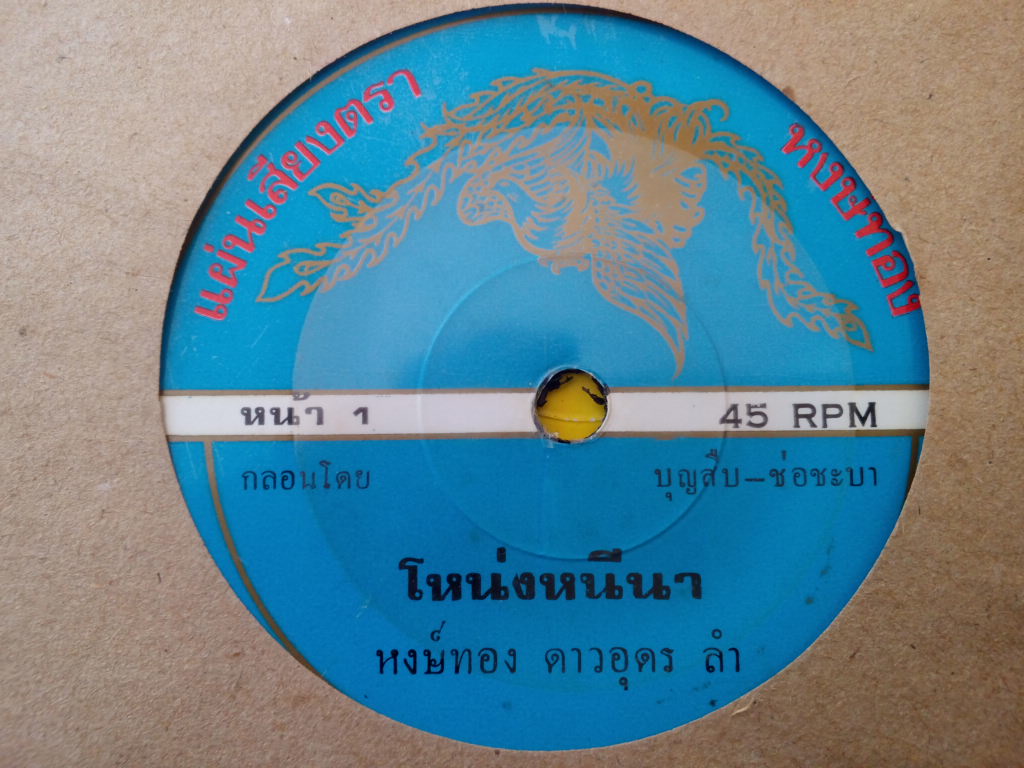 แผ่นเสียงตรา หงษทอง
หน้า 1 45 RPM
กลอนโดย บุญสืบ-ช่อชะบา
โหน่งหนีนา
หงษ์ทอง ดาวอุดร ลำ